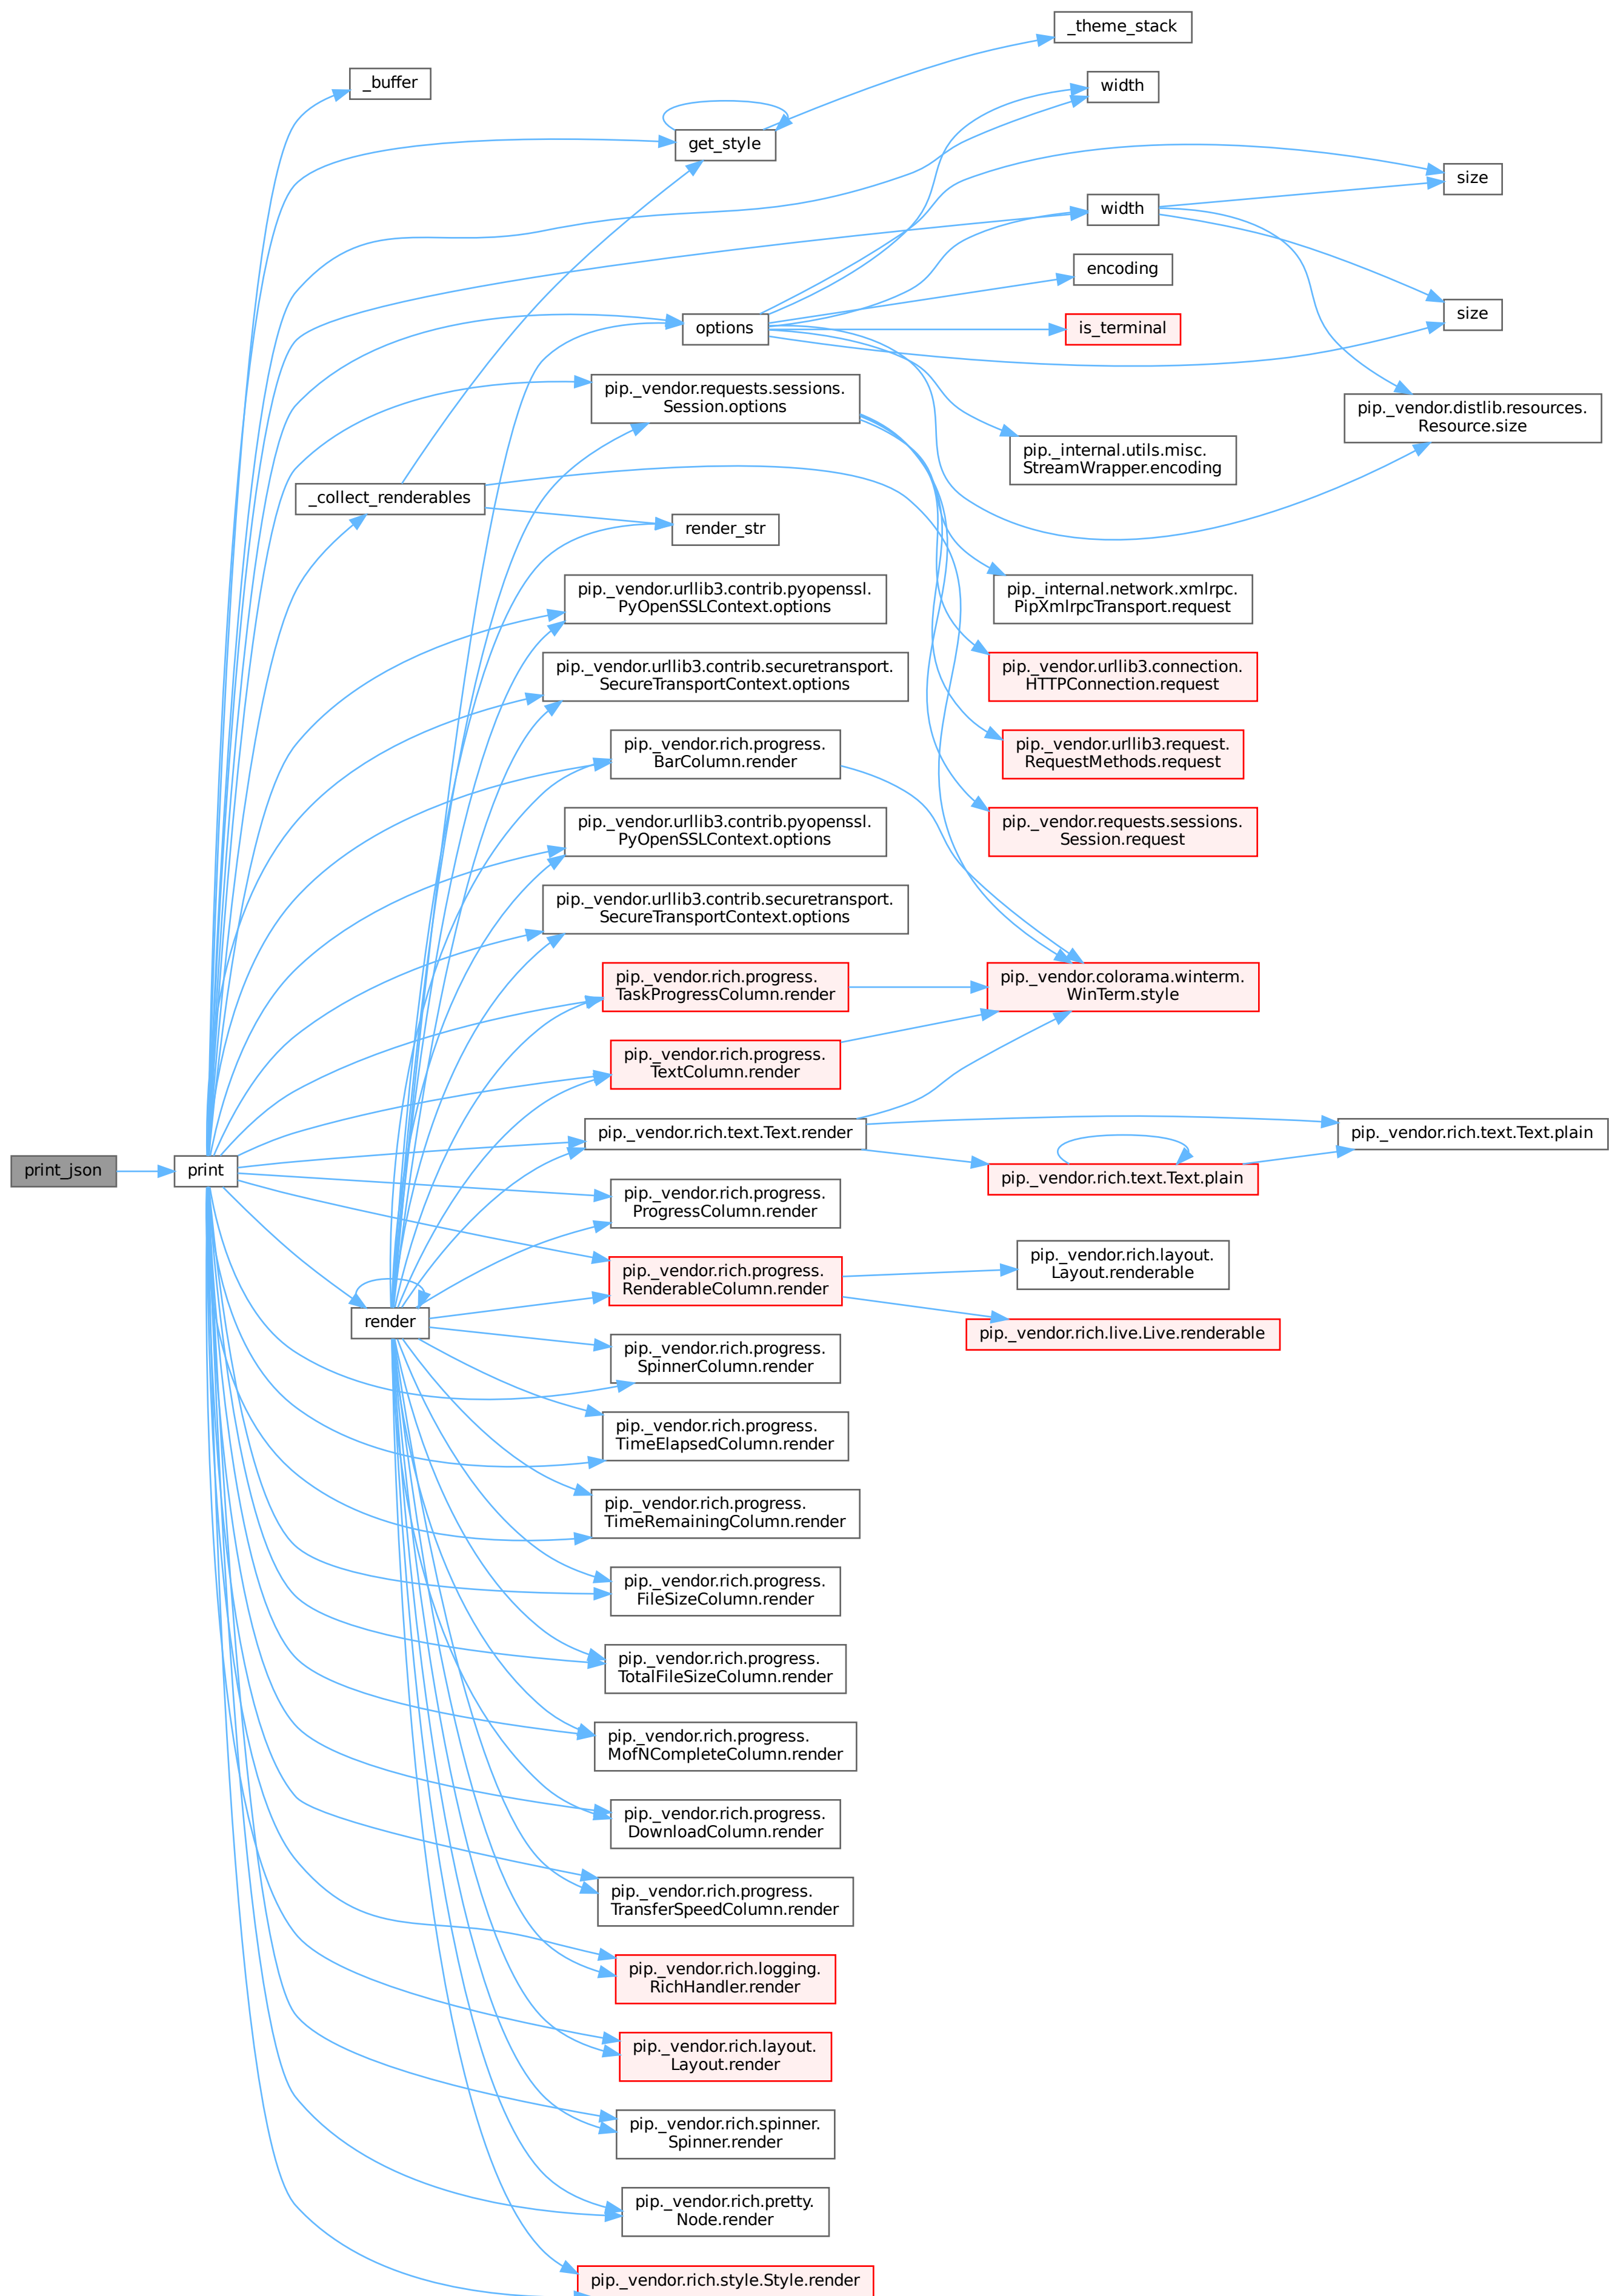 _theme_stack
_buffer
width
get_style
size
width
encoding
options
is_terminal
size
pip._vendor.requests.sessions.
Session.options
pip._vendor.distlib.resources.
Resource.size
pip._internal.utils.misc.
StreamWrapper.encoding
_collect_renderables
render_str
pip._vendor.urllib3.contrib.pyopenssl.
PyOpenSSLContext.options
pip._internal.network.xmlrpc.
PipXmlrpcTransport.request
pip._vendor.urllib3.contrib.securetransport.
SecureTransportContext.options
pip._vendor.urllib3.connection.
HTTPConnection.request
pip._vendor.rich.progress.
BarColumn.render
pip._vendor.urllib3.request.
RequestMethods.request
pip._vendor.urllib3.contrib.pyopenssl.
PyOpenSSLContext.options
pip._vendor.requests.sessions.
Session.request
pip._vendor.urllib3.contrib.securetransport.
SecureTransportContext.options
pip._vendor.rich.progress.
TaskProgressColumn.render
pip._vendor.colorama.winterm.
WinTerm.style
pip._vendor.rich.progress.
TextColumn.render
pip._vendor.rich.text.Text.render
pip._vendor.rich.text.Text.plain
print_json
print
pip._vendor.rich.text.Text.plain
pip._vendor.rich.progress.
ProgressColumn.render
pip._vendor.rich.layout.
Layout.renderable
pip._vendor.rich.progress.
RenderableColumn.render
render
pip._vendor.rich.live.Live.renderable
pip._vendor.rich.progress.
SpinnerColumn.render
pip._vendor.rich.progress.
TimeElapsedColumn.render
pip._vendor.rich.progress.
TimeRemainingColumn.render
pip._vendor.rich.progress.
FileSizeColumn.render
pip._vendor.rich.progress.
TotalFileSizeColumn.render
pip._vendor.rich.progress.
MofNCompleteColumn.render
pip._vendor.rich.progress.
DownloadColumn.render
pip._vendor.rich.progress.
TransferSpeedColumn.render
pip._vendor.rich.logging.
RichHandler.render
pip._vendor.rich.layout.
Layout.render
pip._vendor.rich.spinner.
Spinner.render
pip._vendor.rich.pretty.
Node.render
pip._vendor.rich.style.Style.render